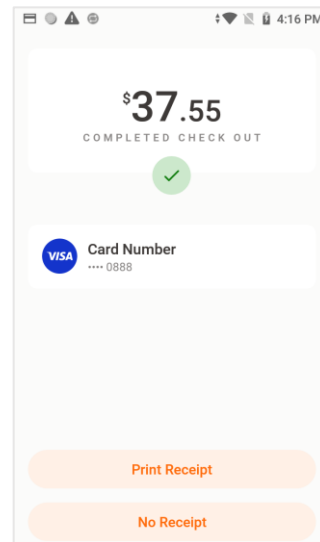 4:16 PM
$37.55
COMPLETED CHECK OUT
VISA
Card Number
•••• 0888
Print Receipt
No Receipt